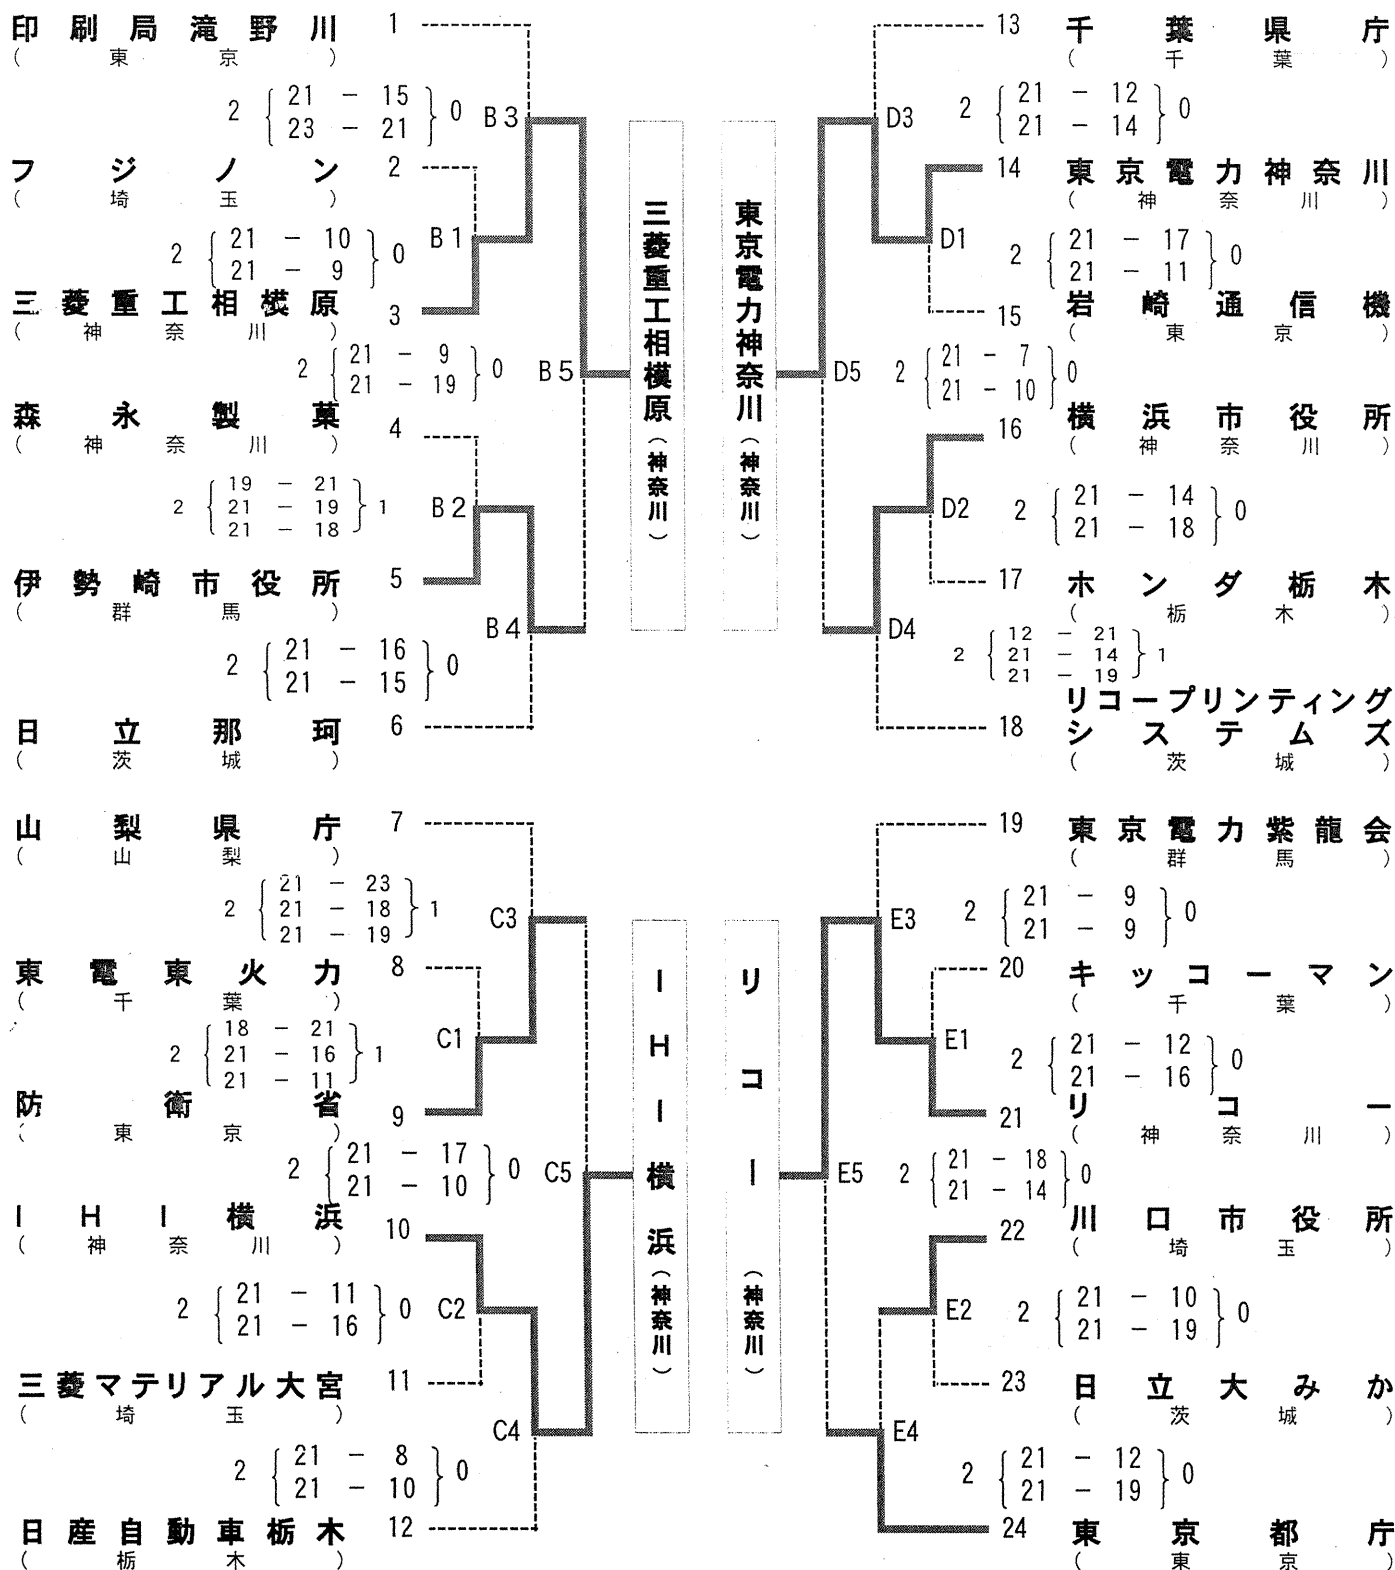 印刷局滝野川 1
(東京)
2 { 21 − 15 } 0 B3
23 − 21
フジノン 2
(埼玉)
2 { 21 − 10 } 0 B1
21 − 9
三菱重工相模原 3
(神奈川)
2 { 21 − 9 } 0 B5
21 − 19
森永製菓 4
(神奈川)
2 { 19 − 21 } 1 B2
21 − 19
21 − 18
伊勢崎市役所 5
(群馬)
B4
2 { 21 − 16 } 0
21 − 15
日立那珂 6
(茨城)
三菱重工相模原(神奈川)
東京電力神奈川(神奈川)
13 千葉県庁
(千葉)
D3 2 { 21 − 12 } 0
21 − 14
14 東京電力神奈川
(神奈川)
D1 2 { 21 − 17 } 0
21 − 11
15 岩崎通信機
(東京)
D5 2 { 21 − 7 } 0
21 − 10
16 横浜市役所
(神奈川)
D2 2 { 21 − 14 } 0
21 − 18
17 ホンダ栃木
(栃木)
D4 2 { 12 − 21 } 1
21 − 14
21 − 19
リコープリンティング
18 システムズ
(茨城)
山梨県庁 7
(山梨)
2 { 21 − 23 } 1 C3
21 − 18
21 − 19
東電東火力 8
(千葉)
2 { 18 − 21 } 1 C1
21 − 16
21 − 11
防衛省 9
(東京)
2 { 21 − 17 } 0 C5
21 − 10
IHI横浜 10
(神奈川)
2 { 21 − 11 } 0 C2
21 − 16
三菱マテリアル大宮 11
(埼玉)
C4
2 { 21 − 8 } 0
21 − 10
日産自動車栃木 12
(栃木)
IHI横浜(神奈川)
リコー(神奈川)
19 東京電力紫龍会
(群馬)
E3 2 { 21 − 9 } 0
21 − 9
20 キッコーマン
(千葉)
E1 2 { 21 − 12 } 0
21 − 16
21 リコー
(神奈川)
E5 2 { 21 − 18 } 0
21 − 14
22 川口市役所
(埼玉)
E2 2 { 21 − 10 } 0
21 − 19
23 日立大みか
(茨城)
E4
2 { 21 − 12 } 0
21 − 19
24 東京都庁
(東京)